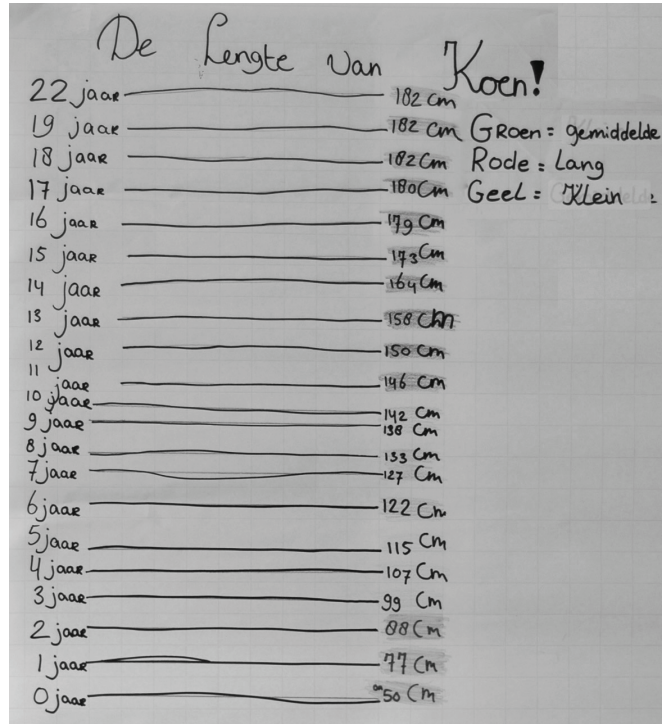 De Lengte van Koen!
22 jaar 182 cm
19 jaar 182 cm Groen = gemiddelde
18 jaar 182 cm Rode = Lang
17 jaar 180 cm Geel = Klein =
16 jaar 179 cm
15 jaar 173 cm
14 jaar 164 cm
13 jaar 158 cm
12 jaar 150 cm
11 jaar 146 cm
10 jaar 142 cm
9 jaar 138 cm
8 jaar 133 cm
7 jaar 127 cm
6 jaar 122 cm
5 jaar 115 cm
4 jaar 107 cm
3 jaar 99 cm
2 jaar 88 cm
1 jaar 77 cm
0 jaar 50 cm